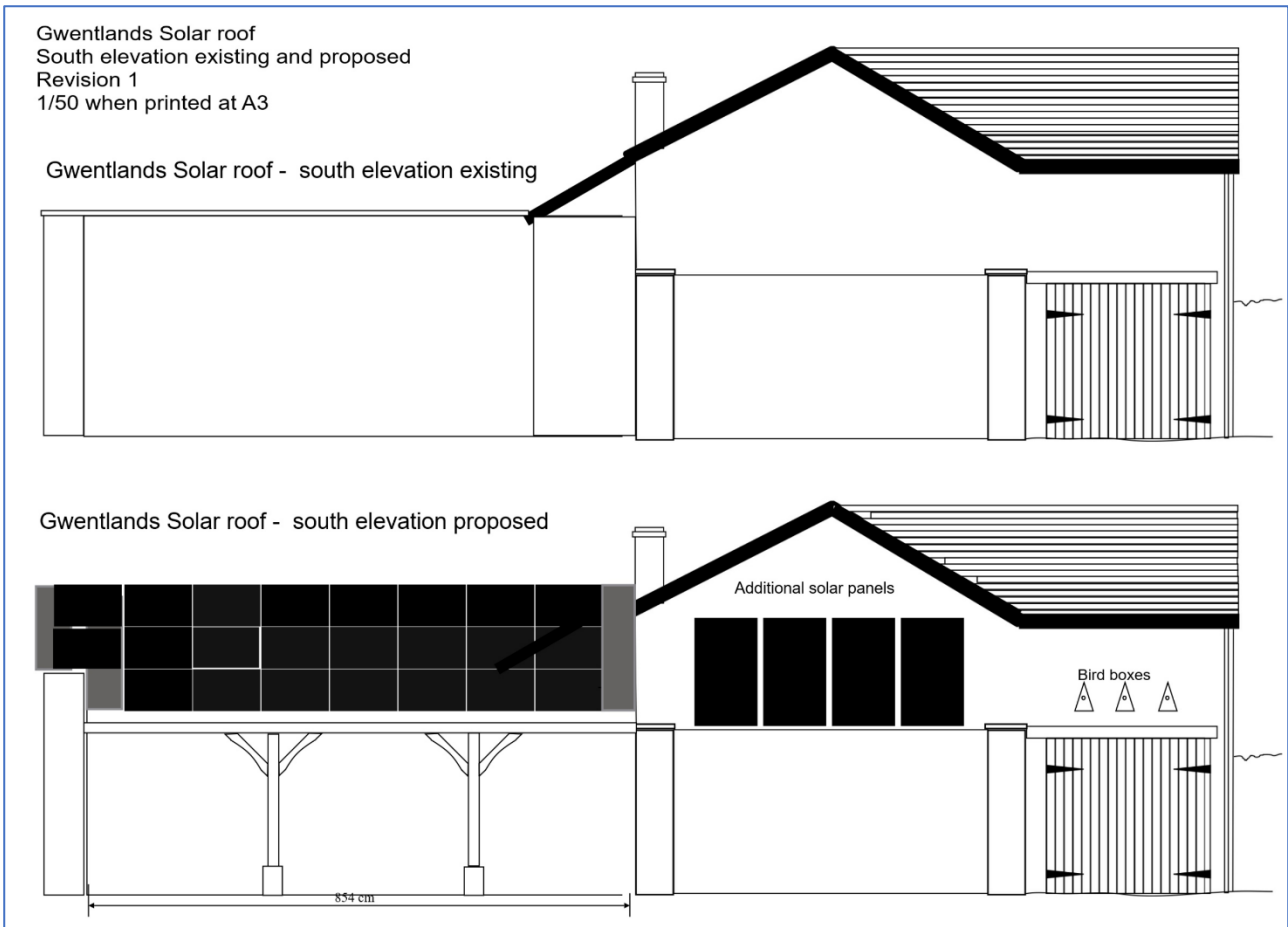 Gwentlands Solar roof
South elevation existing and proposed
Revision 1
1/50 when printed at A3
Gwentlands Solar roof -  south elevation existing
Gwentlands Solar roof -  south elevation proposed
Additional solar panels
Bird boxes
854 cm